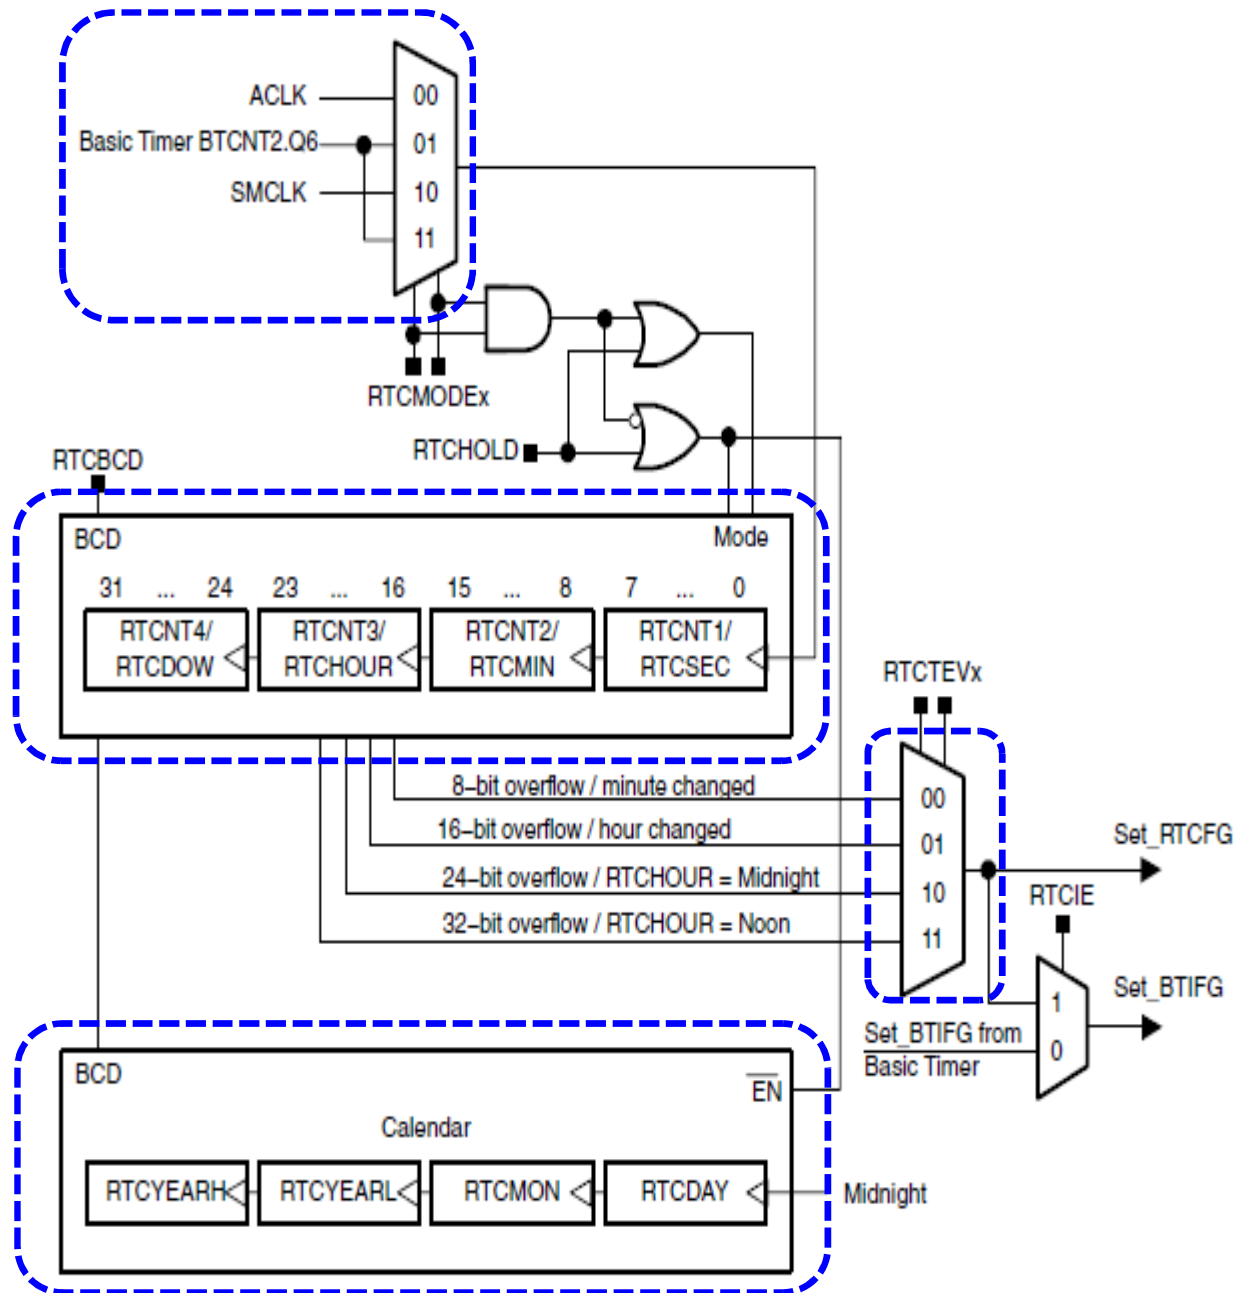 ACLK
00
Basic Timer BTCNT2.Q6
01
SMCLK
10
11
RTCMODEx
RTCHOLD
RTCBCD
BCD
Mode
31 ... 24 23 ... 16 15 ... 8 7 ... 0
RTCNT4/
RTCDOW
RTCNT3/
RTCHOUR
RTCNT2/
RTCMIN
RTCNT1/
RTCSEC
RTCTEVx
8–bit overflow / minute changed
00
16–bit overflow / hour changed
01
24–bit overflow / RTCHOUR = Midnight
10
32–bit overflow / RTCHOUR = Noon
11
Set_RTCFG
RTCIE
Set_BTIFG
1
0
Set_BTIFG from
Basic Timer
BCD
EN
Calendar
RTCYEARH
RTCYEARL
RTCMON
RTCDAY
Midnight